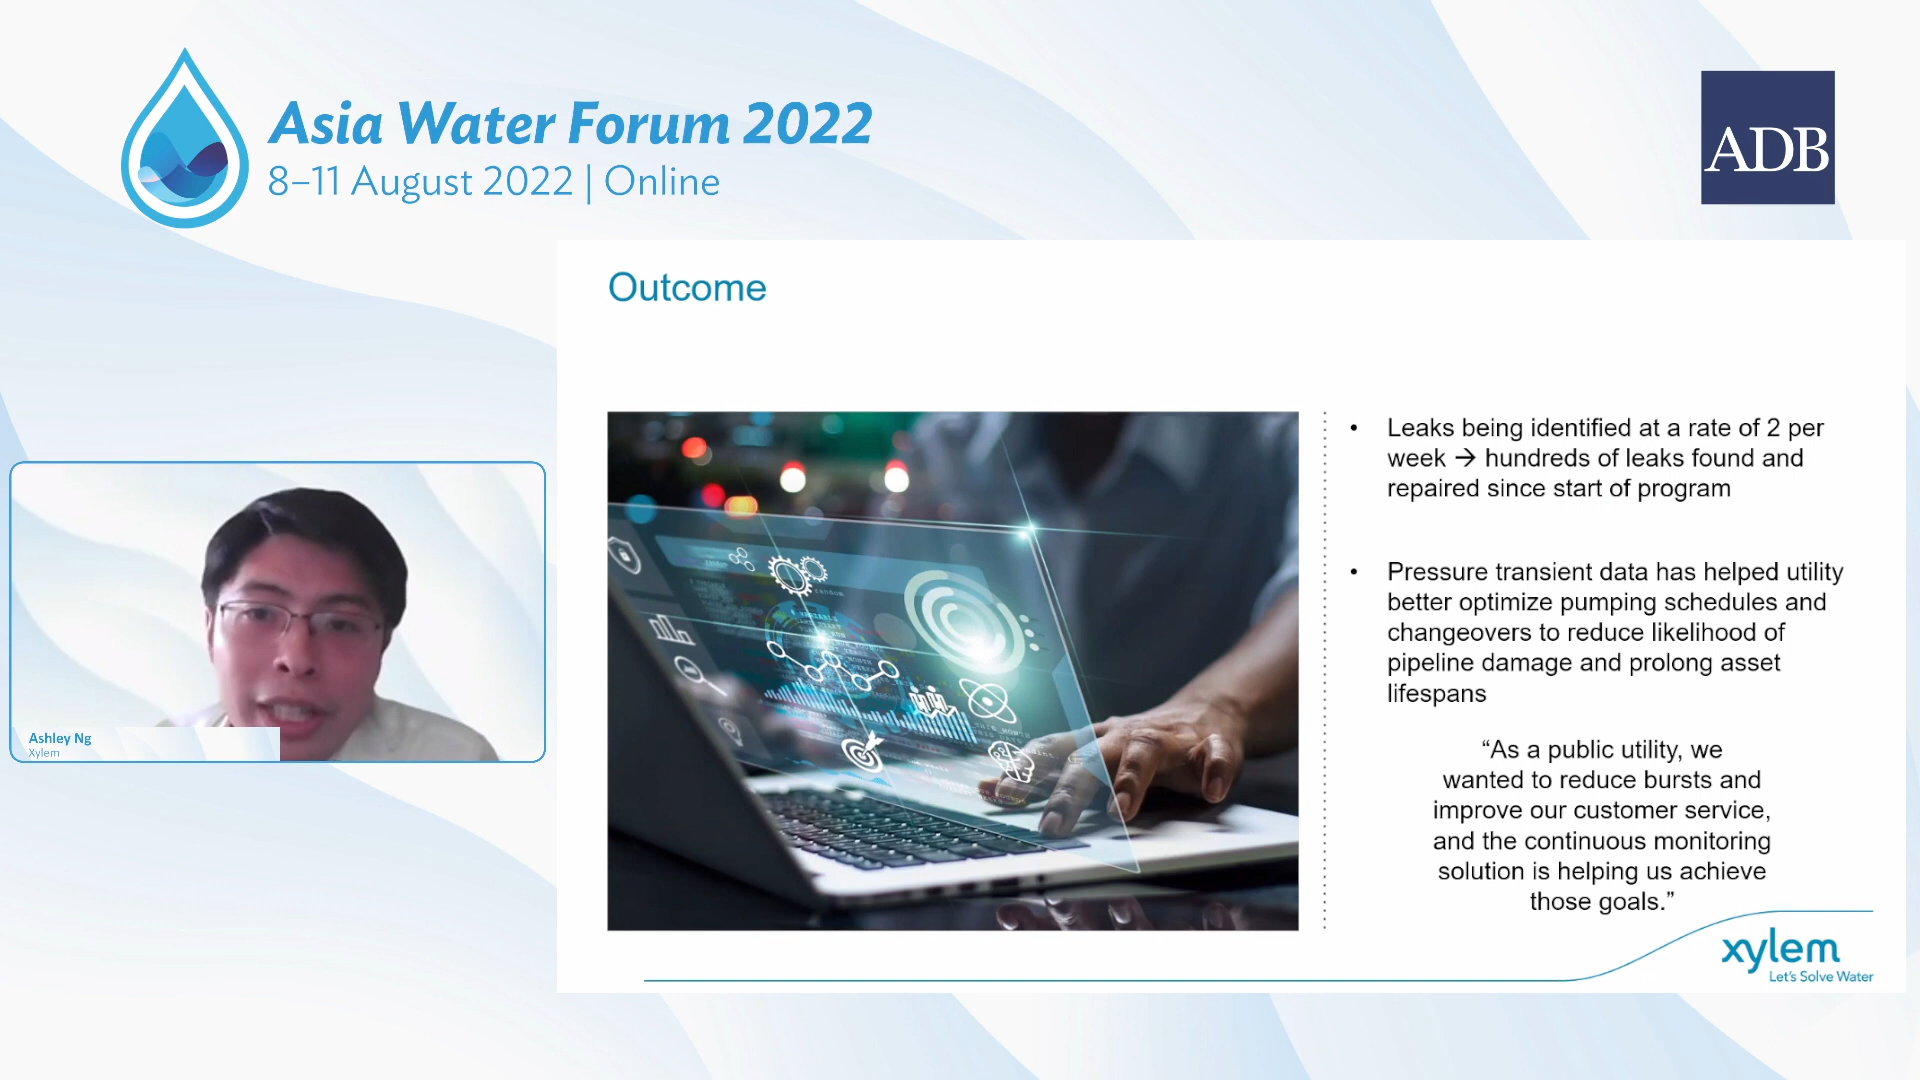 Asia Water Forum 2022
8–11 August 2022 | Online
ADB
Outcome
• Leaks being identified at a rate of 2 per
week → hundreds of leaks found and
repaired since start of program
• Pressure transient data has helped utility
better optimize pumping schedules and
changeovers to reduce likelihood of
pipeline damage and prolong asset
lifespans
“As a public utility, we
wanted to reduce bursts and
improve our customer service,
and the continuous monitoring
solution is helping us achieve
those goals.”
xylem
Let's Solve Water
Ashley Ng
Xylem